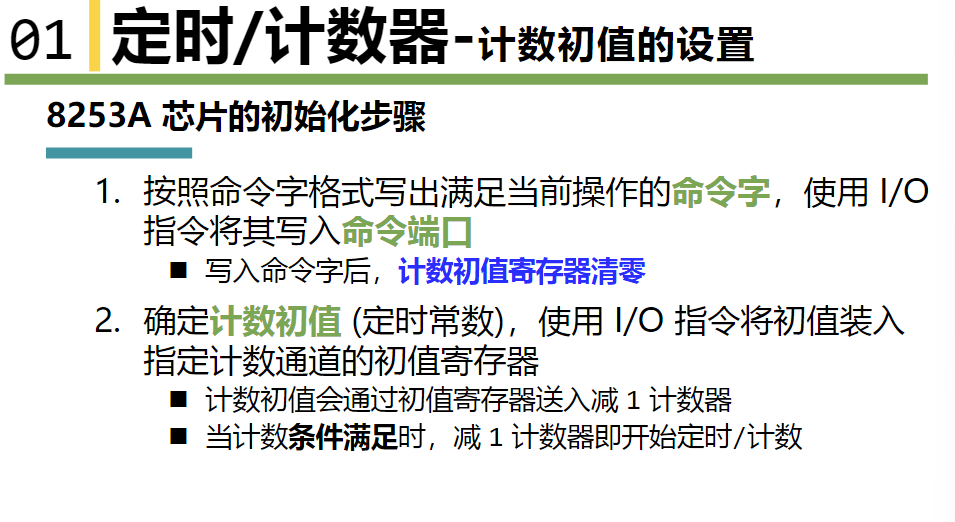 01 定时/计数器-计数初值的设置
8253A 芯片的初始化步骤
1. 按照命令字格式写出满足当前操作的命令字，使用 I/O
指令将其写入命令端口
■ 写入命令字后，计数初值寄存器清零
2. 确定计数初值 (定时常数)，使用 I/O 指令将初值装入
指定计数通道的初值寄存器
■ 计数初值会通过初值寄存器送入减 1 计数器
■ 当计数条件满足时，减 1 计数器即开始定时/计数